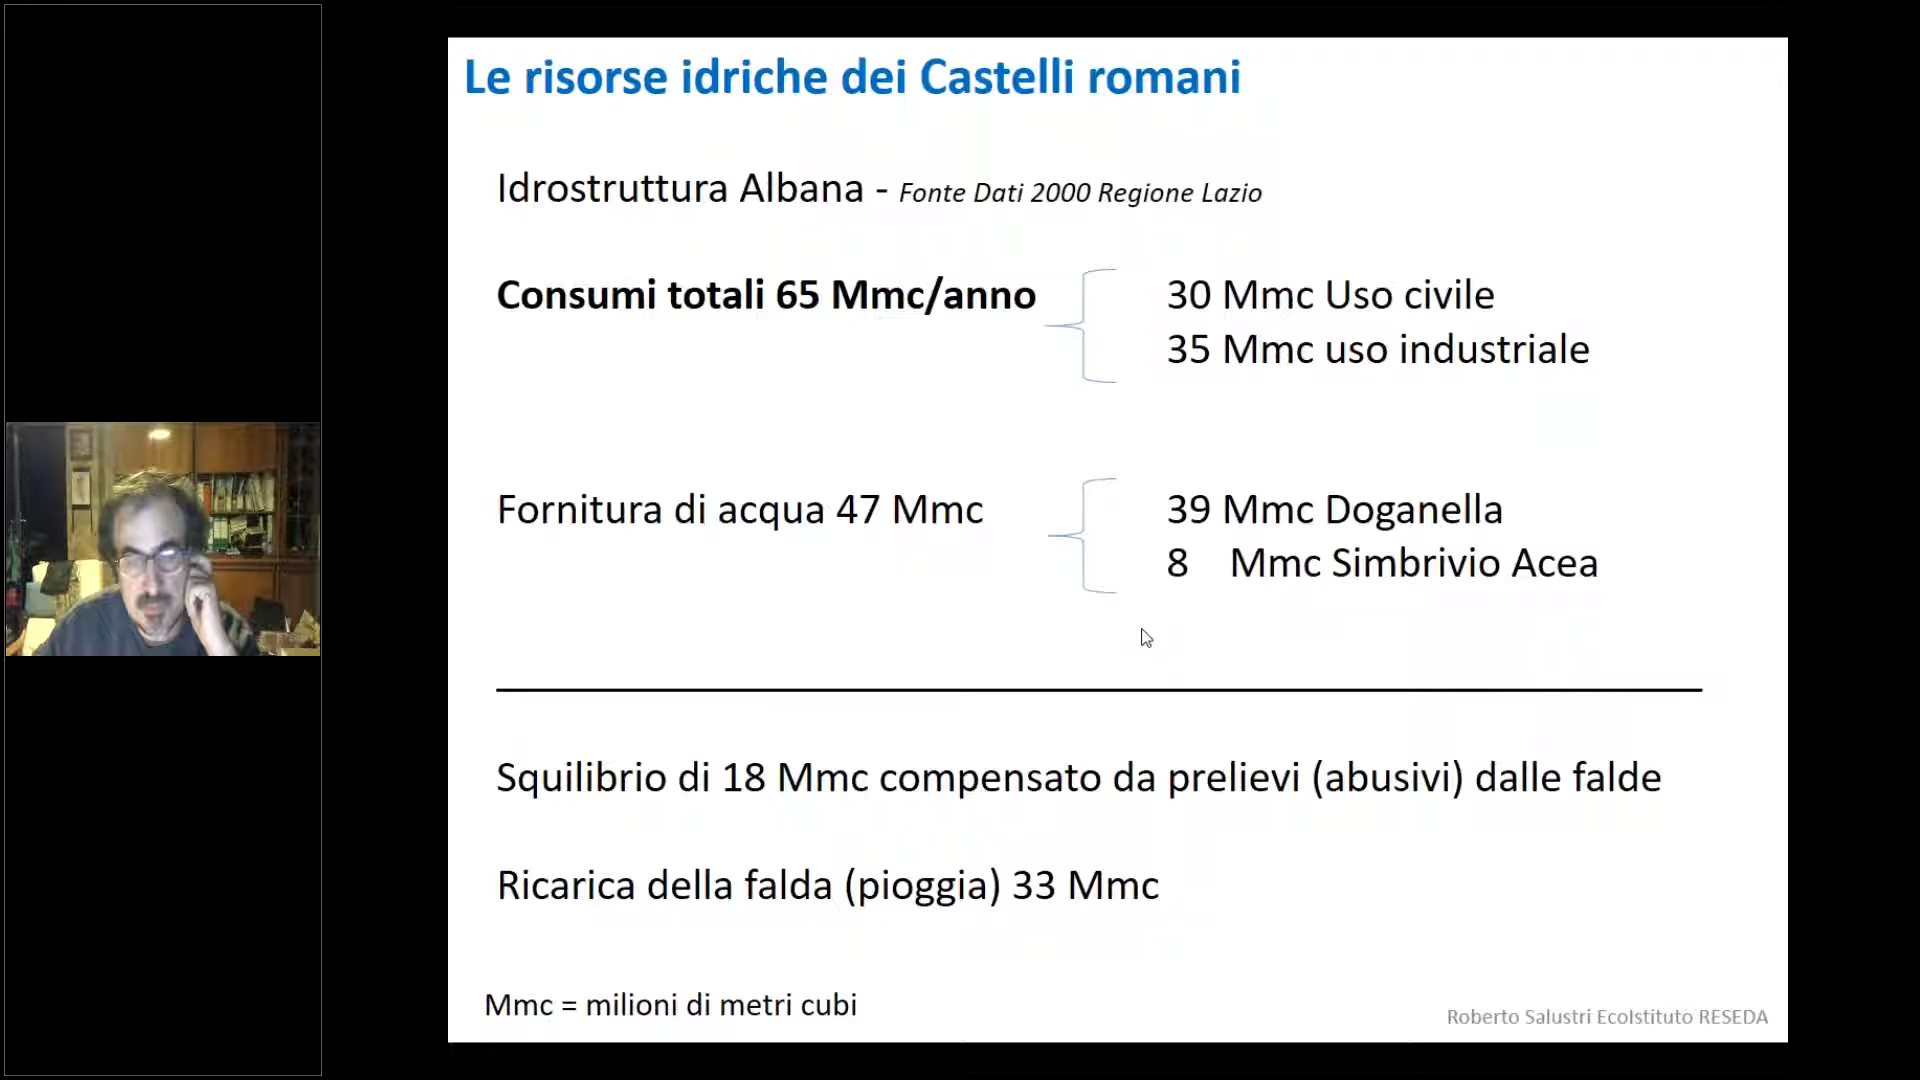 Le risorse idriche dei Castelli romani
Idrostruttura Albana - Fonte Dati 2000 Regione Lazio
Consumi totali 65 Mmc/anno
30 Mmc Uso civile
35 Mmc uso industriale
Fornitura di acqua 47 Mmc
39 Mmc Doganella
8 Mmc Simbrivio Acea
Squilibrio di 18 Mmc compensato da prelievi (abusivi) dalle falde
Ricarica della falda (pioggia) 33 Mmc
Mmc = milioni di metri cubi
Roberto Salustri EcoIstituto RESEDA